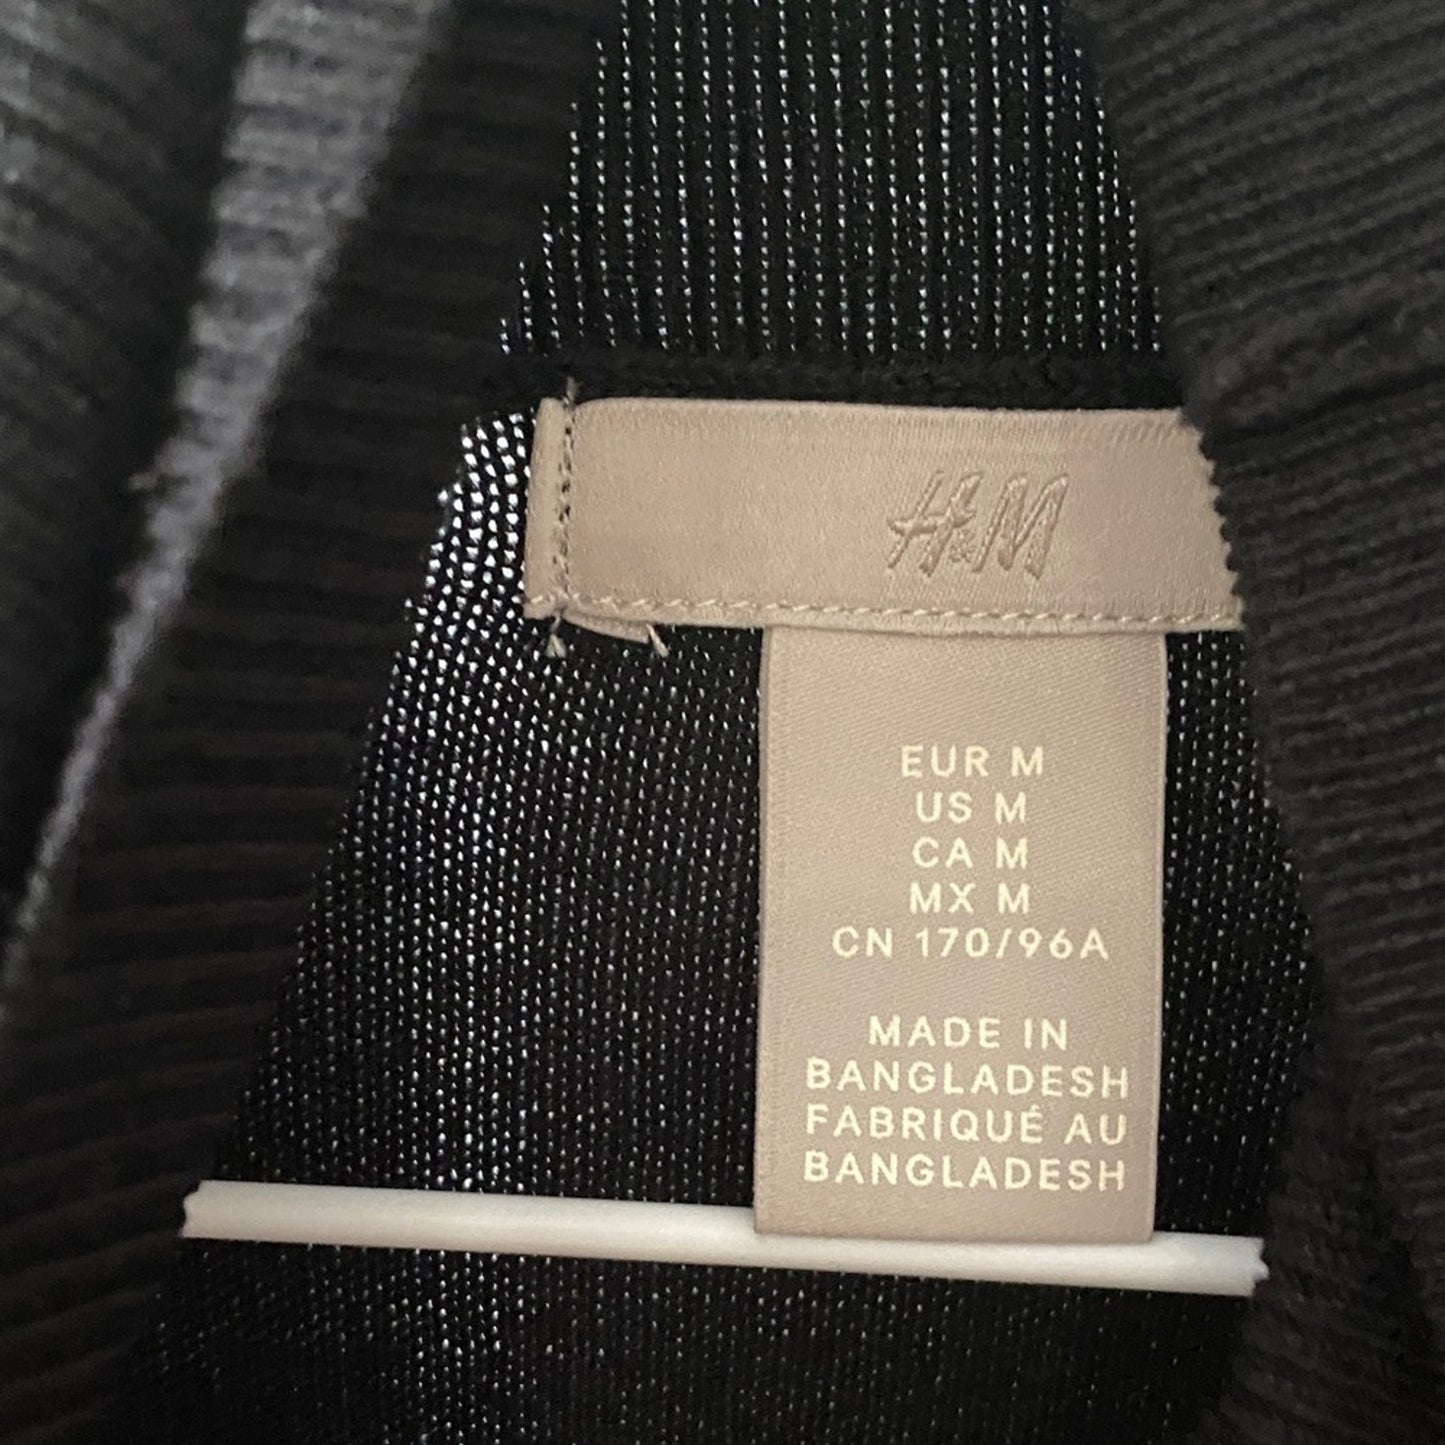 H&M
EUR M
US M
CA M
MX M
CN 170/96A
MADE IN
BANGLADESH
FABRIQUÉ AU
BANGLADESH